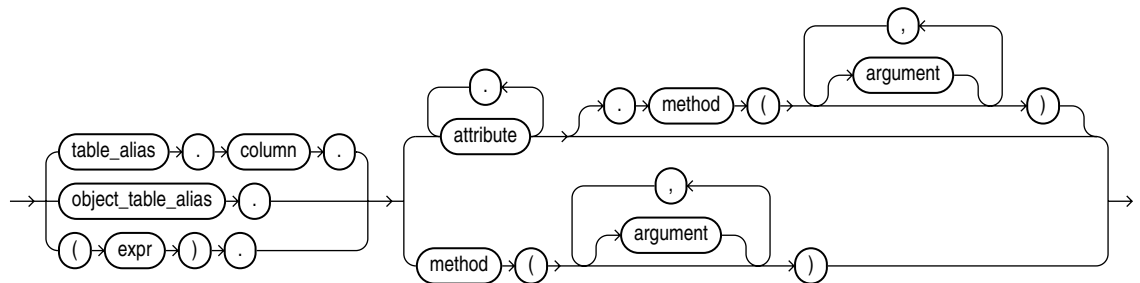 ,
argument
. . method ( )
attribute
table_alias . column .
,
object_table_alias .
argument
( expr ) .
method ( )